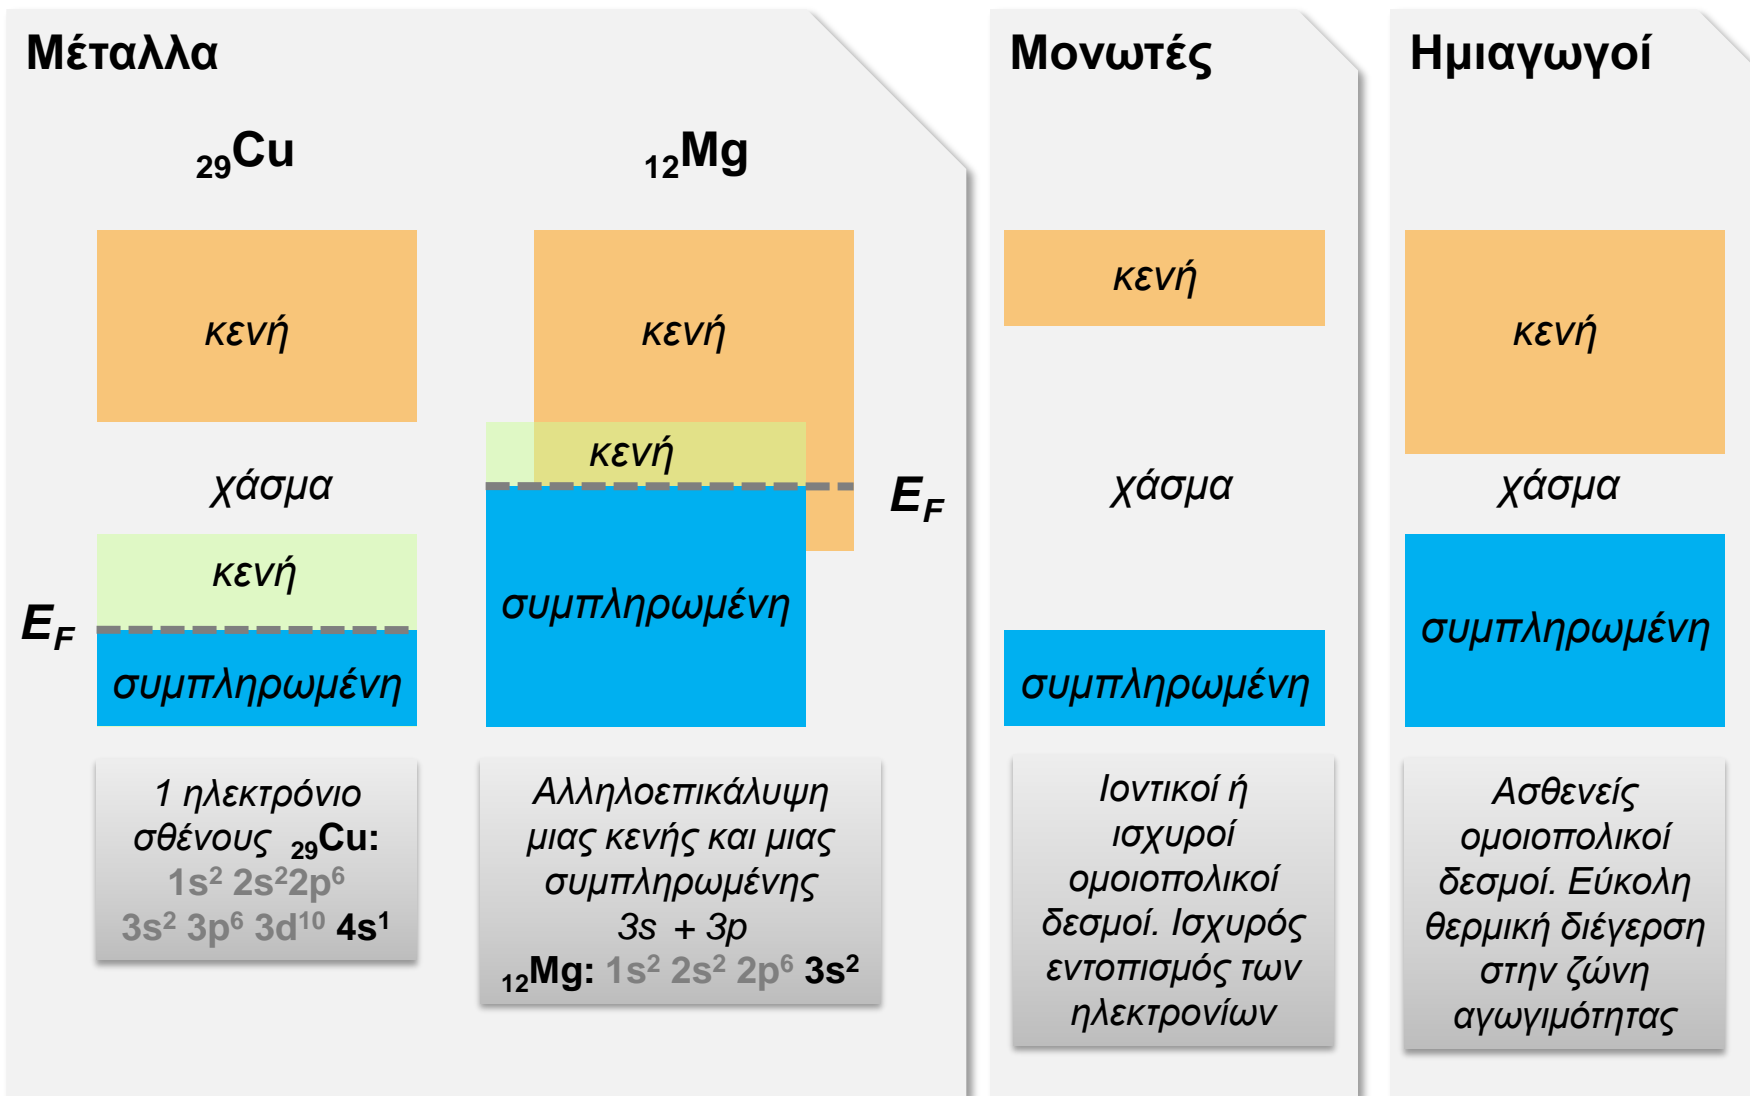 Μέταλλα
₂₉Cu
₁₂Mg
κενή
χάσμα
κενή
E_F
συμπληρωμένη
κενή
κενή
E_F
συμπληρωμένη
1 ηλεκτρόνιο
σθένους ₂₉Cu:
1s² 2s²2p⁶
3s² 3p⁶ 3d¹⁰ 4s¹
Αλληλοεπικάλυψη
μιας κενής και μιας
συμπληρωμένης
3s + 3p
₁₂Mg: 1s² 2s² 2p⁶ 3s²
Μονωτές
κενή
χάσμα
συμπληρωμένη
Ιοντικοί ή
ισχυροί
ομοιοπολικοί
δεσμοί. Ισχυρός
εντοπισμός των
ηλεκτρονίων
Ημιαγωγοί
κενή
χάσμα
συμπληρωμένη
Ασθενείς
ομοιοπολικοί
δεσμοί. Εύκολη
θερμική διέγερση
στην ζώνη
αγωγιμότητας